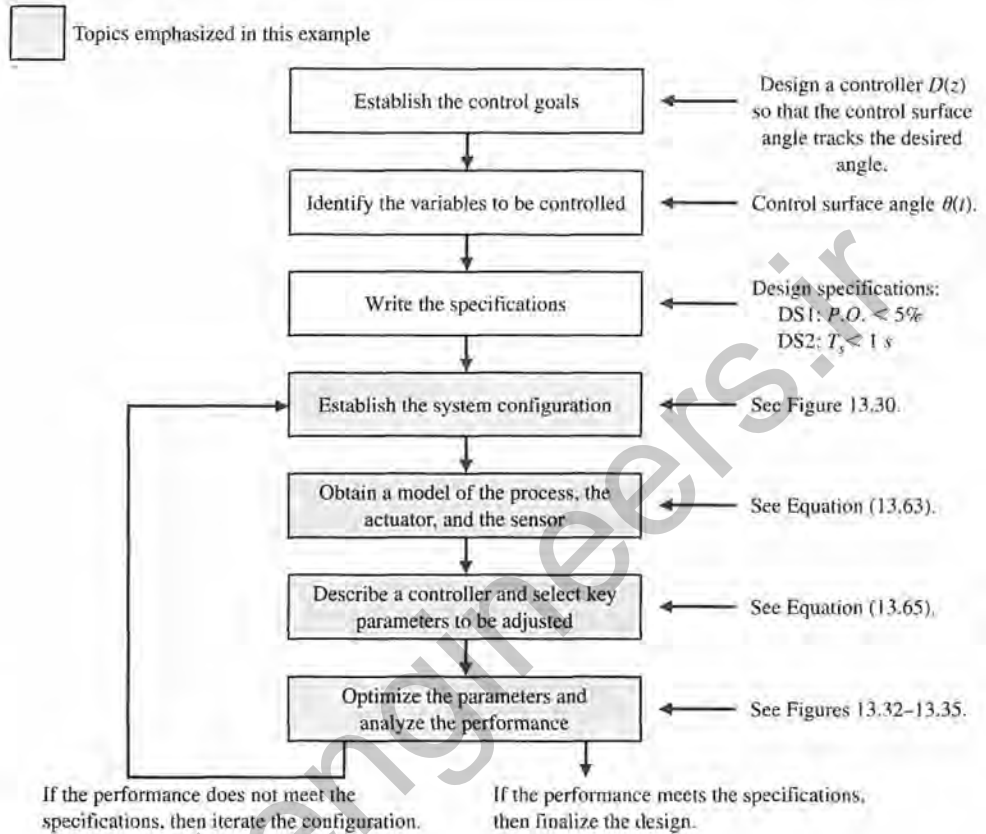 Topics emphasized in this example
Establish the control goals
Design a controller D(z)
so that the control surface
angle tracks the desired
angle.
Identify the variables to be controlled
Control surface angle θ(t).
Write the specifications
Design specifications:
DS1: P.O. < 5%
DS2: Ts < 1 s
Establish the system configuration
See Figure 13.30.
Obtain a model of the process, the
actuator, and the sensor
See Equation (13.63).
Describe a controller and select key
parameters to be adjusted
See Equation (13.65).
Optimize the parameters and
analyze the performance
See Figures 13.32–13.35.
If the performance does not meet the
specifications, then iterate the configuration.
If the performance meets the specifications,
then finalize the design.
engineers.ir